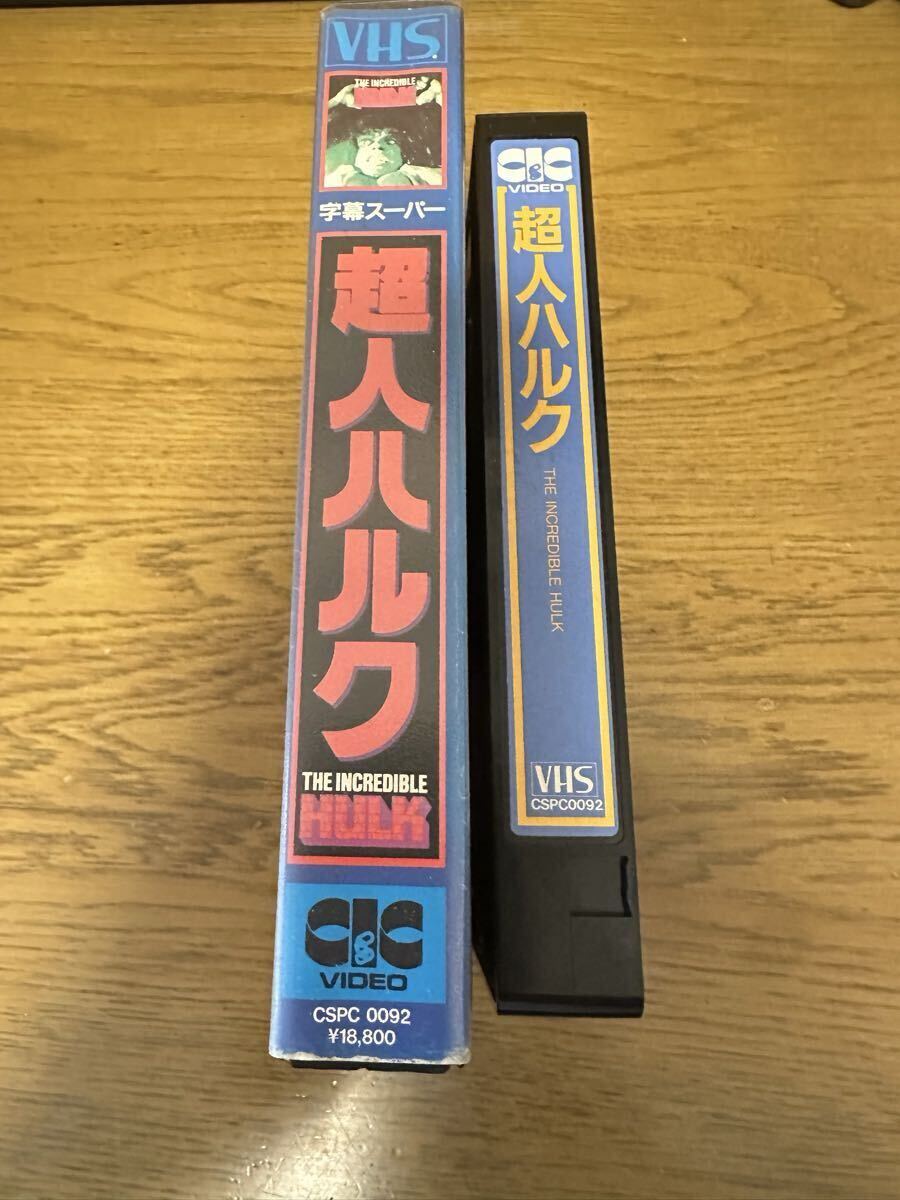 VHS
THE INCREDIBLE
HULK
字幕スーパー
超人ハルク
THE INCREDIBLE
HULK
CIC
VIDEO
CSPC 0092
¥18,800
CIC
VIDEO
超人ハルク
THE INCREDIBLE HULK
VHS
CSPC0092